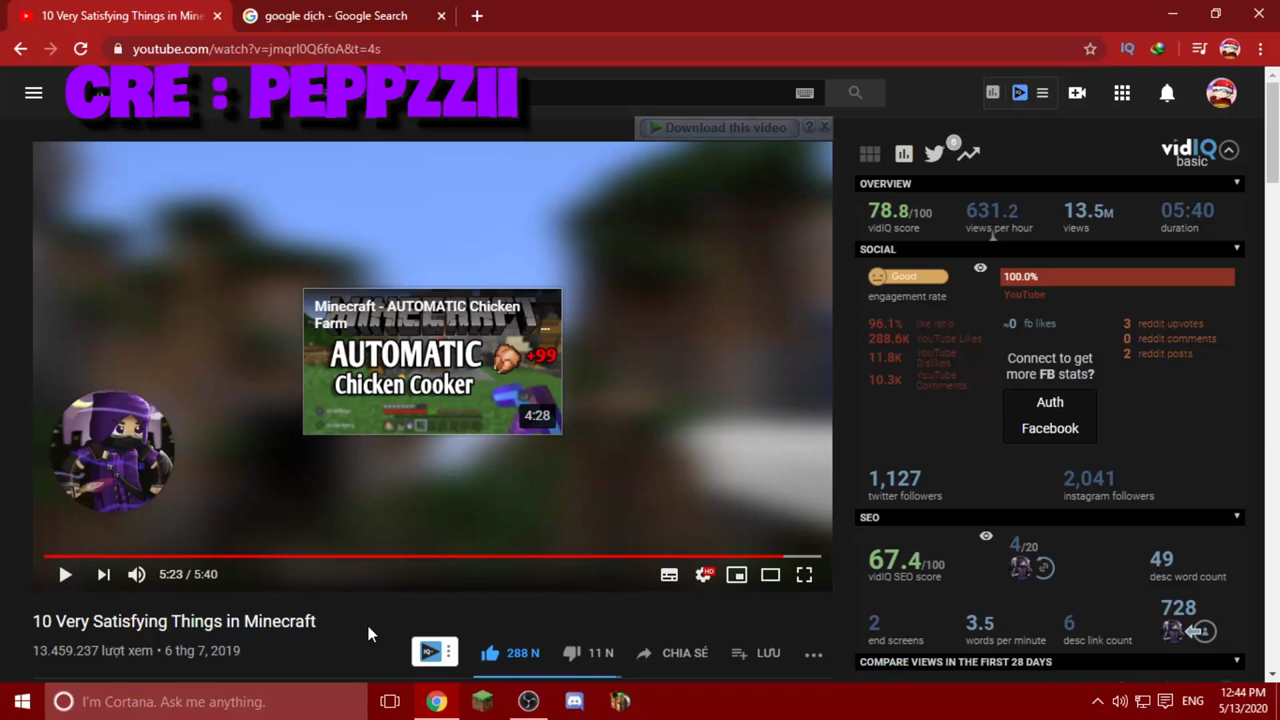 10 Very Satisfying Things in Mine
google dịch - Google Search
youtube.com/watch?v=jmqrl0Q6foA&t=4s
CRE : PEPPZZII
Download this video
vidIQ
basic
OVERVIEW
78.8/100
631.2
13.5M
05:40
vidIQ score
views per hour
views
duration
SOCIAL
Good
engagement rate
100.0%
YouTube
96.1% like ratio
288.6K YouTube Likes
11.8K YouTube Dislikes
10.3K YouTube Comments
≈0 fb likes
3 reddit upvotes
0 reddit comments
2 reddit posts
Connect to get
more FB stats?
Auth
Facebook
1,127
twitter followers
2,041
instagram followers
SEO
67.4/100
vidIQ SEO score
4/20
49
desc word count
728
2
end screens
3.5
words per minute
6
desc link count
COMPARE VIEWS IN THE FIRST 28 DAYS
Minecraft - AUTOMATIC Chicken
Farm
MINECRAFT
AUTOMATIC
+99
Chicken Cooker
4:28
5:23 / 5:40
HD
10 Very Satisfying Things in Minecraft
13.459.237 lượt xem • 6 thg 7, 2019
288 N
11 N
CHIA SẺ
LƯU
I'm Cortana. Ask me anything.
ENG
12:44 PM
5/13/2020